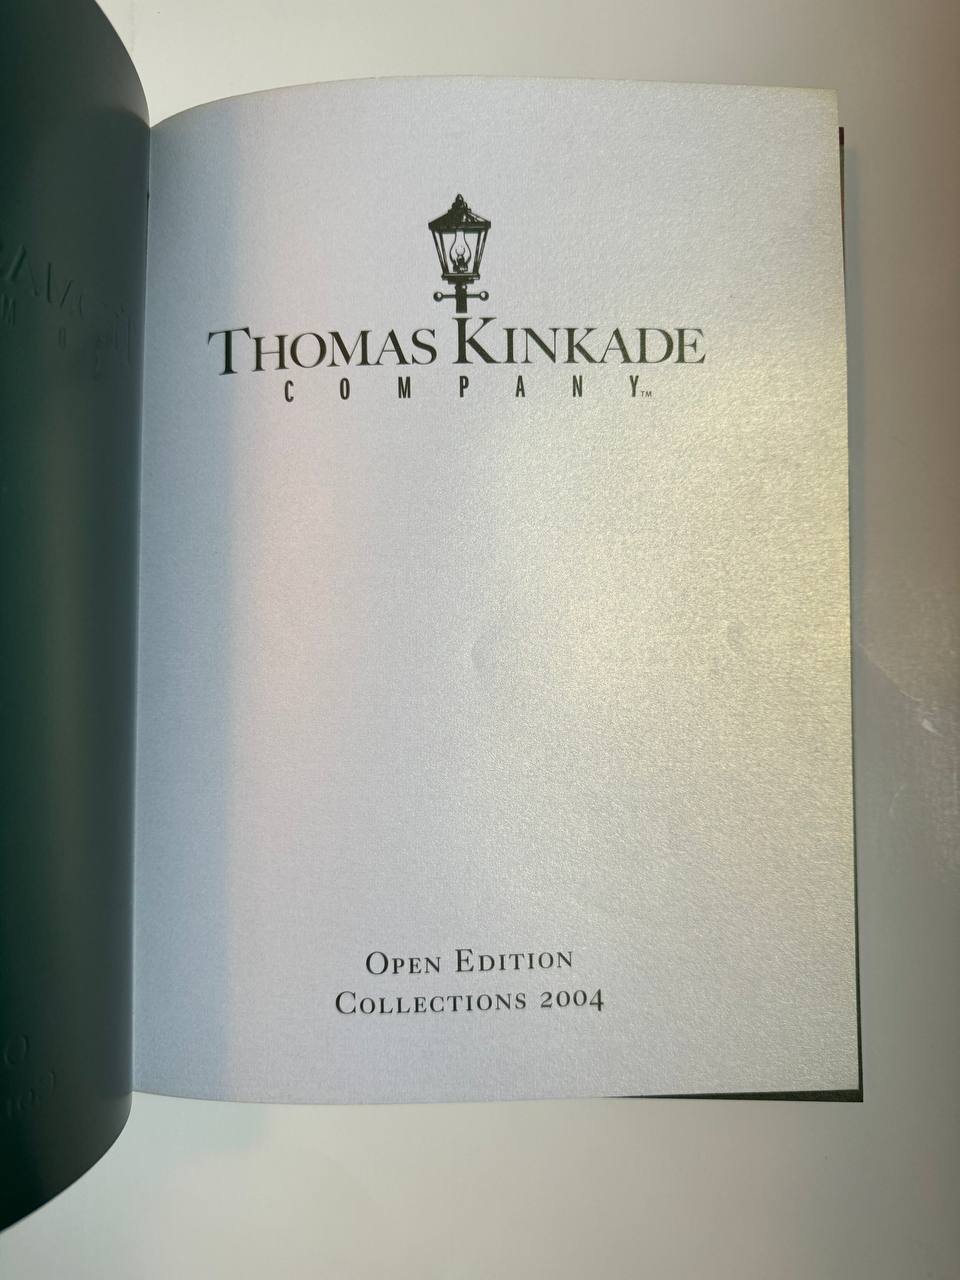 THOMAS KINKADE
COMPANY™
OPEN EDITION
COLLECTIONS 2004